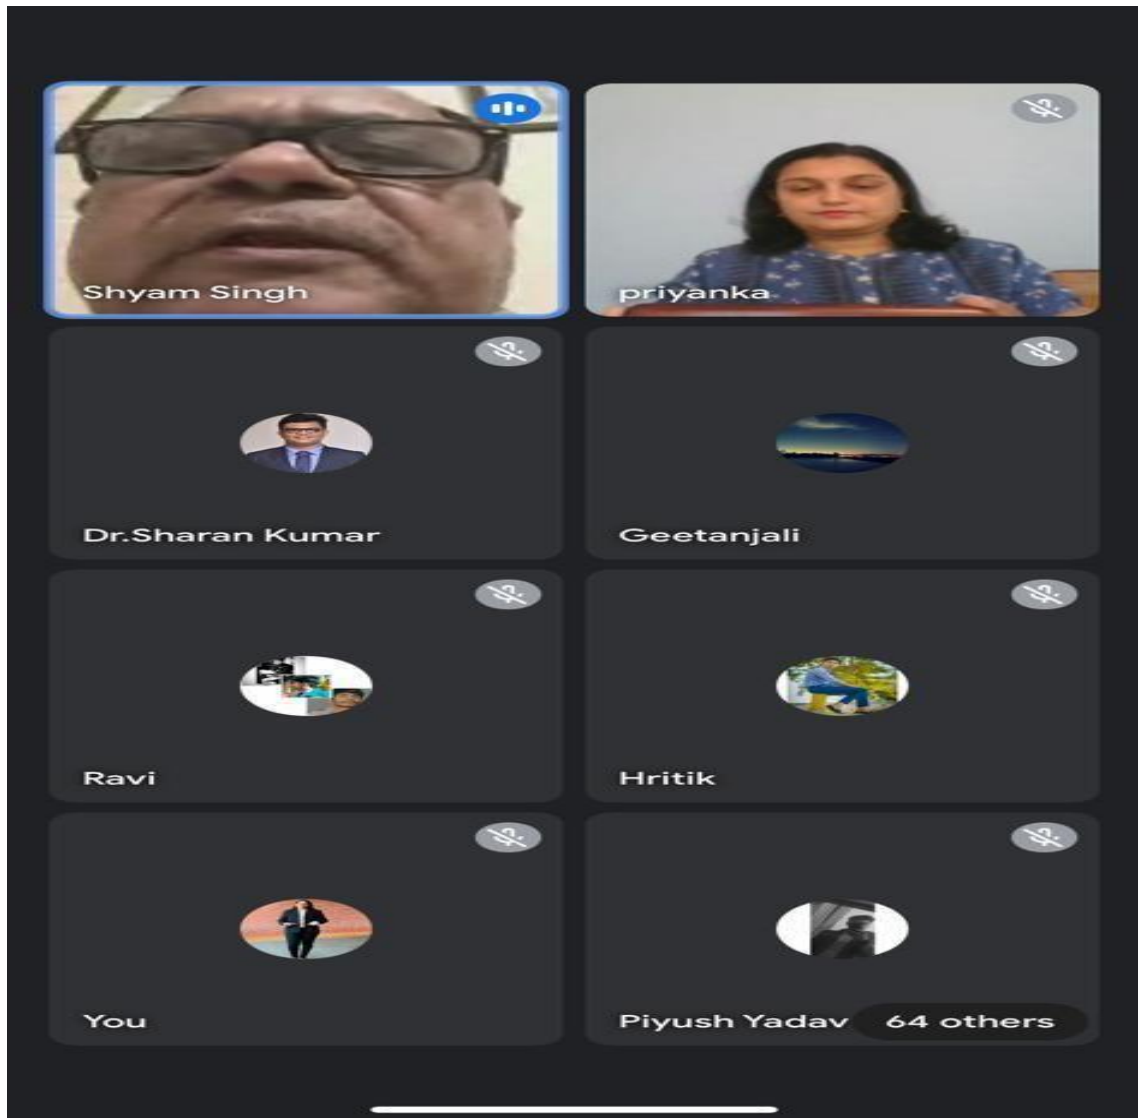 Shyam Singh
priyanka
Dr.Sharan Kumar
Geetanjali
Ravi
Hritik
You
Piyush Yadav
64 others